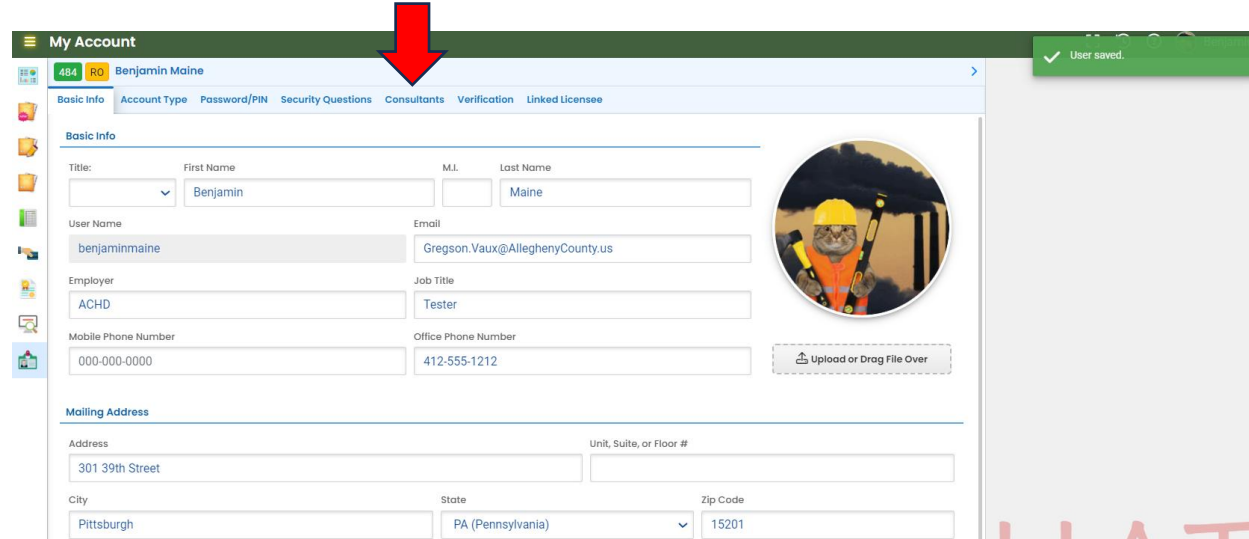 My Account
User saved.
484 RO Benjamin Maine
Basic Info Account Type Password/PIN Security Questions Consultants Verification Linked Licensee
Basic Info
Title: First Name M.I. Last Name
Benjamin Maine
User Name Email
benjaminmaine Gregson.Vaux@AlleghenyCounty.us
Employer Job Title
ACHD Tester
Mobile Phone Number Office Phone Number
000-000-0000 412-555-1212
Upload or Drag File Over
Mailing Address
Address Unit, Suite, or Floor #
301 39th Street
City State Zip Code
Pittsburgh PA (Pennsylvania) 15201